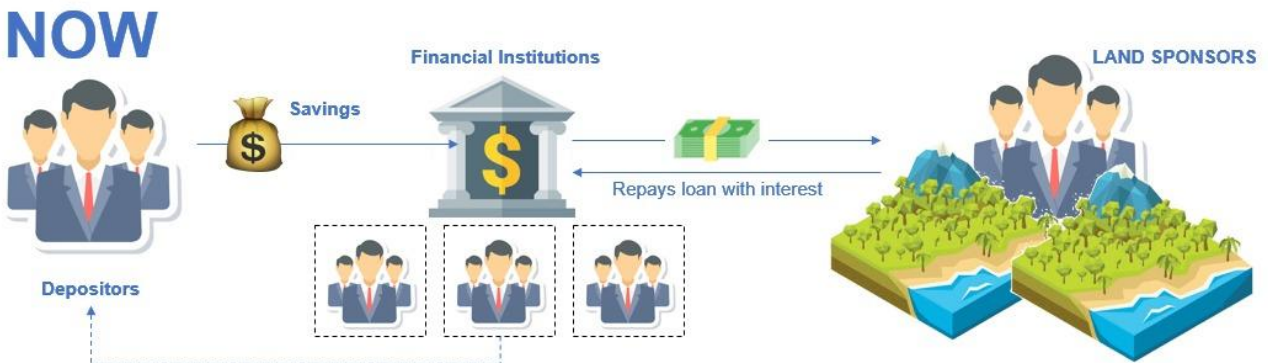 NOW
Financial Institutions
LAND SPONSORS
Savings
$
$
Repays loan with interest
Depositors